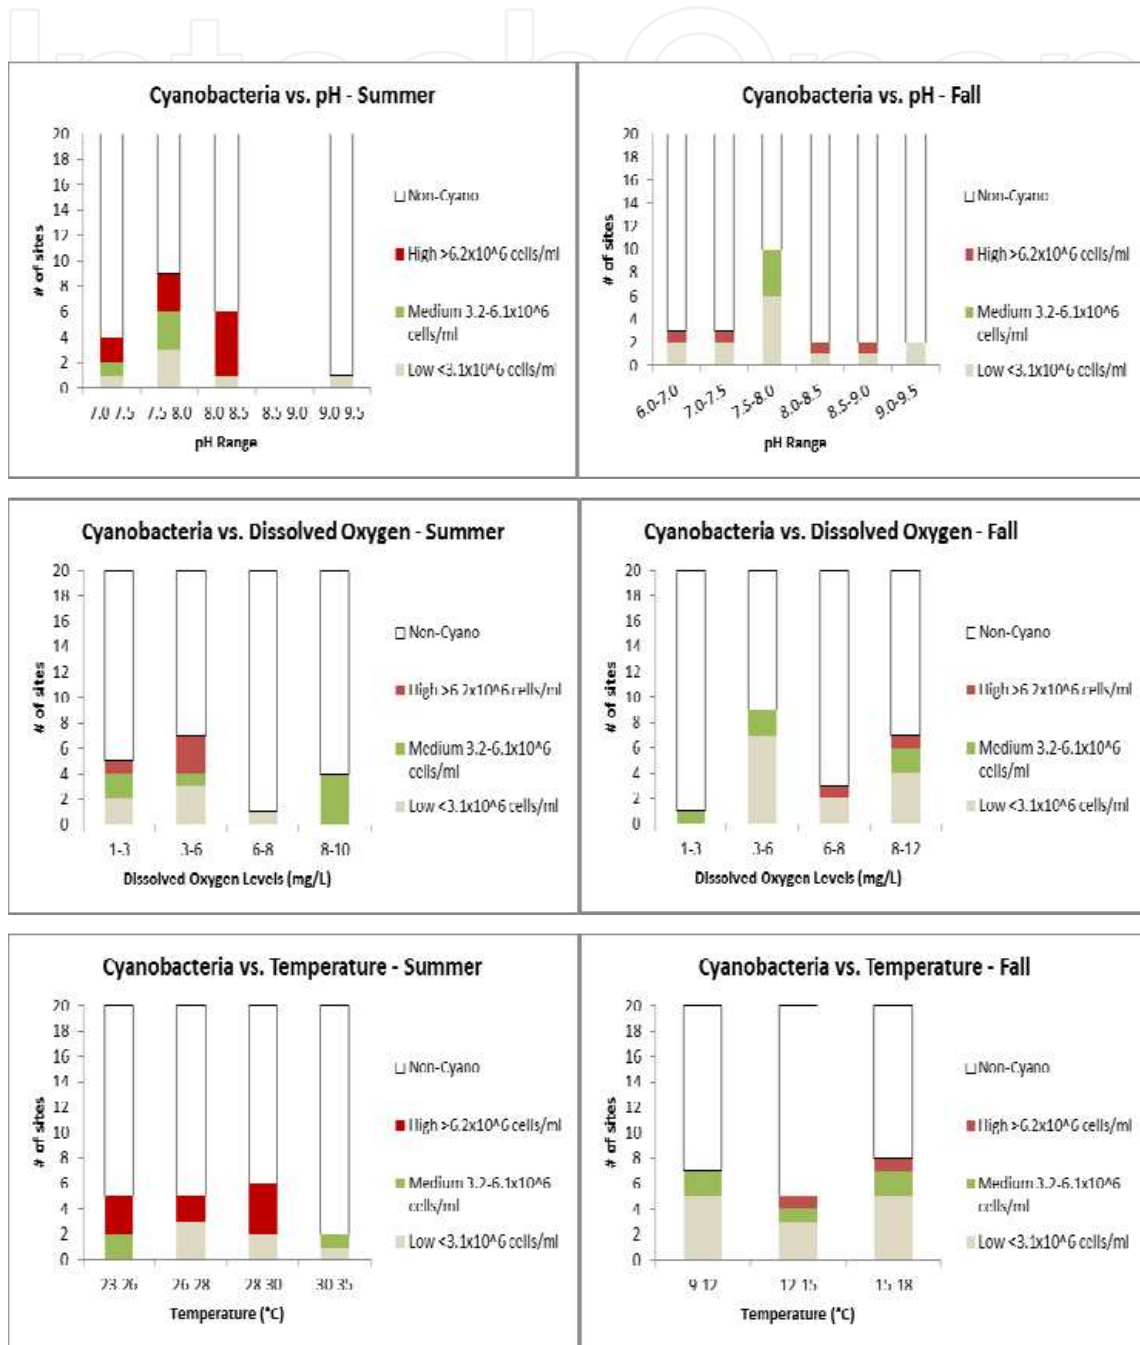 IntechOpen
Cyanobacteria vs. pH - Summer
20
18
16
14
12
10
8
6
4
2
0
# of sites
7.0 7.5 7.5 8.0 8.0 8.5 8.5 9.0 9.0 9.5
pH Range
Non-Cyano
High >6.2x10^6 cells/ml
Medium 3.2-6.1x10^6
cells/ml
Low <3.1x10^6 cells/ml
Cyanobacteria vs. pH - Fall
20
18
16
14
12
10
8
6
4
2
0
# of sites
6.0-7.0 7.0-7.5 7.5-8.0 8.0-8.5 8.5-9.0 9.0-9.5
pH Range
Non-Cyano
High >6.2x10^6 cells/ml
Medium 3.2-6.1x10^6
cells/ml
Low <3.1x10^6 cells/ml
Cyanobacteria vs. Dissolved Oxygen - Summer
20
18
16
14
12
10
8
6
4
2
0
# of sites
1-3 3-6 6-8 8-10
Dissolved Oxygen Levels (mg/L)
Non-Cyano
High >6.2x10^6 cells/ml
Medium 3.2-6.1x10^6
cells/ml
Low <3.1x10^6 cells/ml
Cyanobacteria vs. Dissolved Oxygen - Fall
20
18
16
14
12
10
8
6
4
2
0
# of sites
1-3 3-6 6-8 8-12
Dissolved Oxygen Levels (mg/L)
Non-Cyano
High >6.2x10^6 cells/ml
Medium 3.2-6.1x10^6
cells/ml
Low <3.1x10^6 cells/ml
Cyanobacteria vs. Temperature - Summer
20
18
16
14
12
10
8
6
4
2
0
# of sites
23 26 26 28 28 30 30 35
Temperature (°C)
Non-Cyano
High >6.2x10^6 cells/ml
Medium 3.2-6.1x10^6
cells/ml
Low <3.1x10^6 cells/ml
Cyanobacteria vs. Temperature - Fall
20
18
16
14
12
10
8
6
4
2
0
# of sites
9 12 12 15 15 18
Temperature (°C)
Non-Cyano
High >6.2x10^6 cells/ml
Medium 3.2-6.1x10^6
cells/ml
Low <3.1x10^6 cells/ml